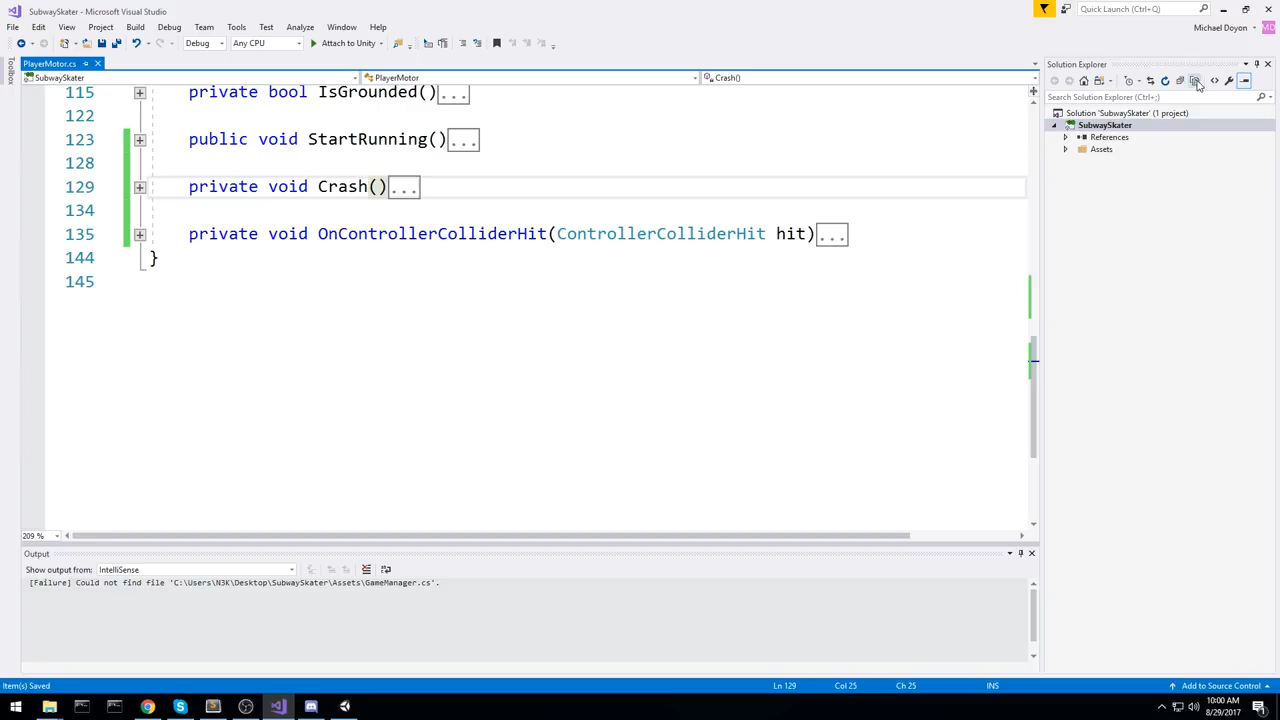 SubwaySkater - Microsoft Visual Studio
Quick Launch (Ctrl+Q)
File Edit View Project Build Debug Team Tools Test Analyze Window Help
Michael Doyon
MD
Debug
Any CPU
Attach to Unity
Toolbox
PlayerMotor.cs
Solution Explorer
SubwaySkater
PlayerMotor
Crash()
Search Solution Explorer (Ctrl+;)
Solution 'SubwaySkater' (1 project)
SubwaySkater
References
Assets
115 private bool IsGrounded()...
122
123 public void StartRunning()...
128
129 private void Crash()...
134
135 private void OnControllerColliderHit(ControllerColliderHit hit)...
144 }
145
209 %
Output
Show output from: IntelliSense
[Failure] Could not find file 'C:\Users\N3K\Desktop\SubwaySkater\Assets\GameManager.cs'.
Item(s) Saved
Ln 129
Col 25
Ch 25
INS
Add to Source Control
10:00 AM
8/29/2017